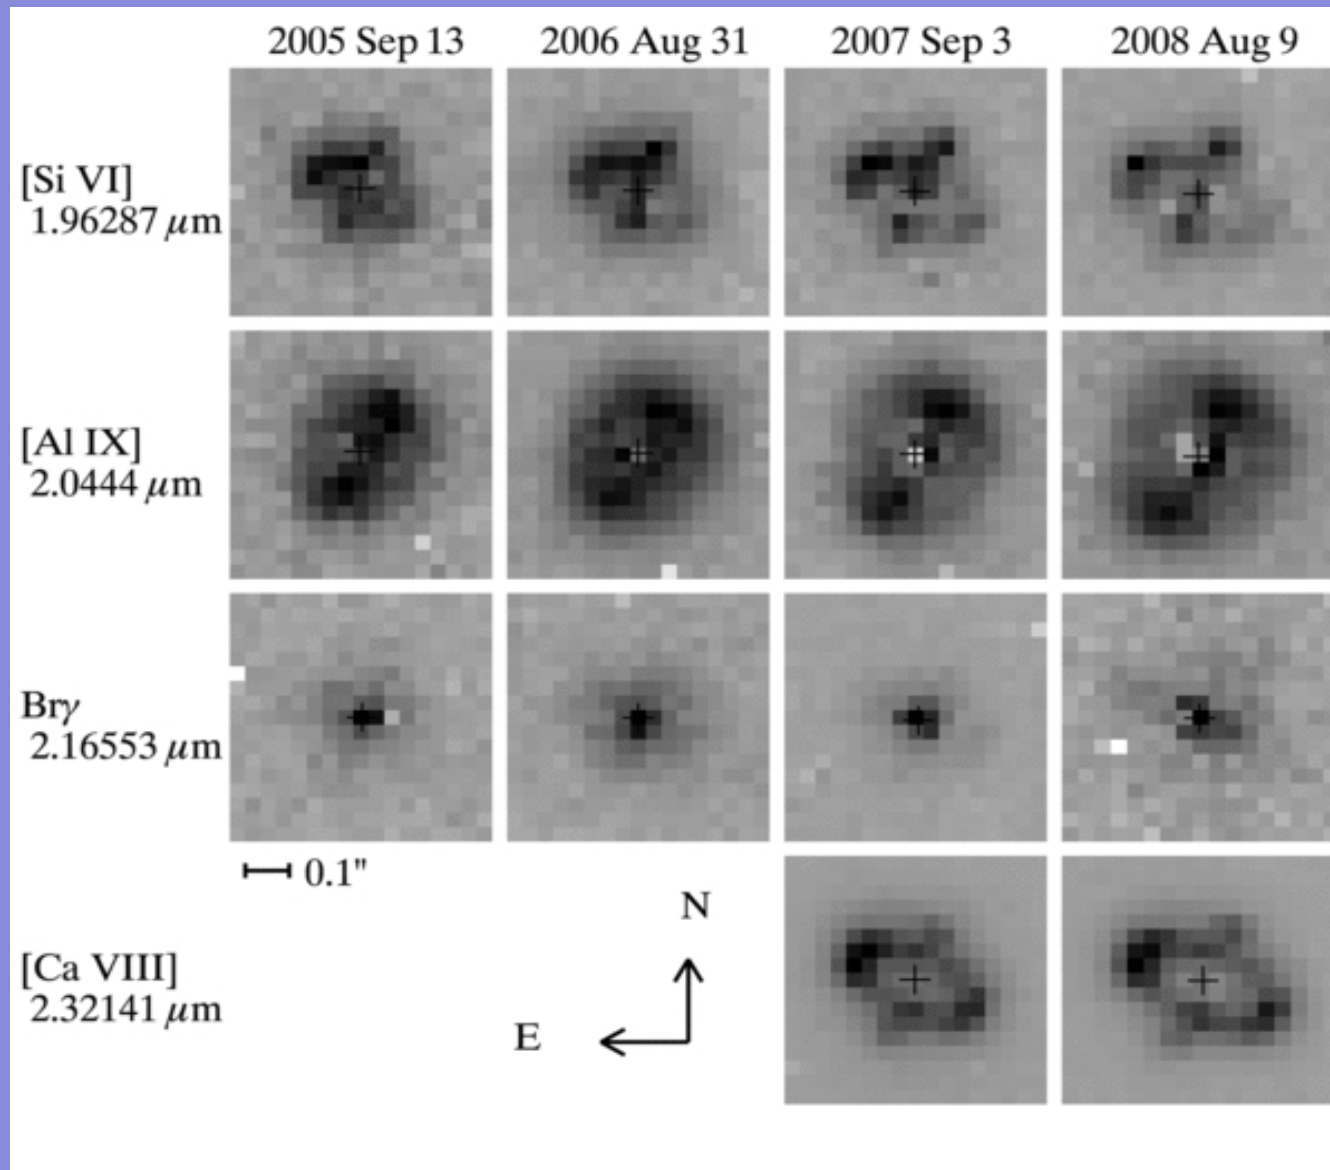 2005 Sep 13 2006 Aug 31 2007 Sep 3 2008 Aug 9
[Si VI]
1.96287 μm
[Al IX]
2.0444 μm
Brγ
2.16553 μm
0.1"
N
[Ca VIII]
2.32141 μm
E